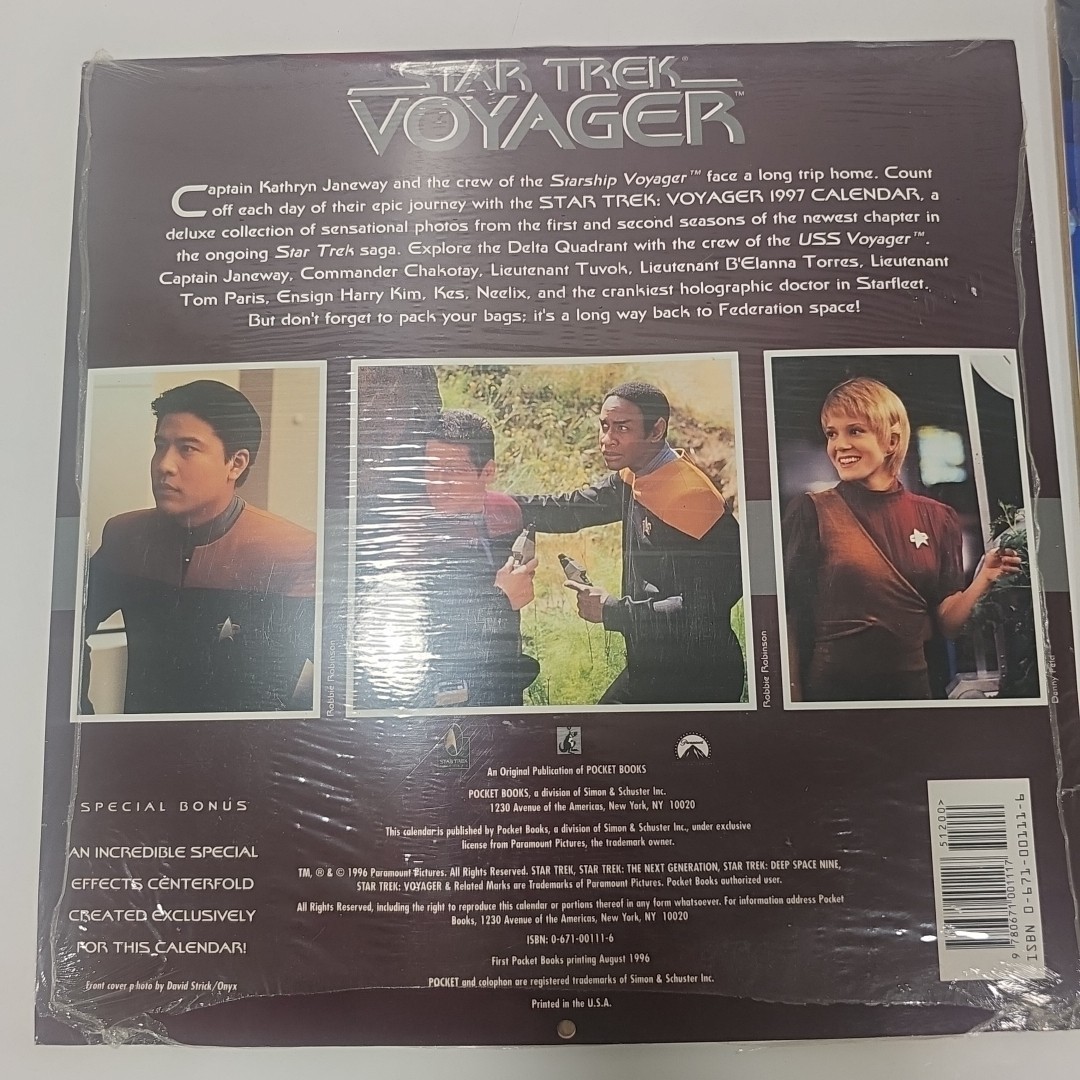 STAR TREK®
VOYAGER™
Captain Kathryn Janeway and the crew of the Starship Voyager™ face a long trip home. Count
off each day of their epic journey with the STAR TREK: VOYAGER 1997 CALENDAR, a
deluxe collection of sensational photos from the first and second seasons of the newest chapter in
the ongoing Star Trek saga. Explore the Delta Quadrant with the crew of the USS Voyager™.
Captain Janeway, Commander Chakotay, Lieutenant Tuvok, Lieutenant B'Elanna Torres, Lieutenant
Tom Paris, Ensign Harry Kim, Kes, Neelix, and the crankiest holographic doctor in Starfleet.
But don't forget to pack your bags; it's a long way back to Federation space!
Robbie Robinson
Robbie Robinson
Danny Feld
STAR TREK
An Original Publication of POCKET BOOKS
POCKET BOOKS, a division of Simon & Schuster Inc.
1230 Avenue of the Americas, New York, NY 10020
This calendar is published by Pocket Books, a division of Simon & Schuster Inc., under exclusive
license from Paramount Pictures, the trademark owner.
TM, ® & © 1996 Paramount Pictures. All Rights Reserved. STAR TREK, STAR TREK: THE NEXT GENERATION, STAR TREK: DEEP SPACE NINE,
STAR TREK: VOYAGER & Related Marks are Trademarks of Paramount Pictures. Pocket Books authorized user.
All Rights Reserved, including the right to reproduce this calendar or portions thereof in any form whatsoever. For information address Pocket
Books, 1230 Avenue of the Americas, New York, NY 10020
ISBN: 0-671-00111-6
First Pocket Books printing August 1996
POCKET and colophon are registered trademarks of Simon & Schuster Inc.
Printed in the U.S.A.
SPECIAL BONUS
AN INCREDIBLE SPECIAL
EFFECTS CENTERFOLD
CREATED EXCLUSIVELY
FOR THIS CALENDAR!
Front cover photo by David Strick/Onyx
51200>
9 780671 001117
ISBN 0-671-00111-6